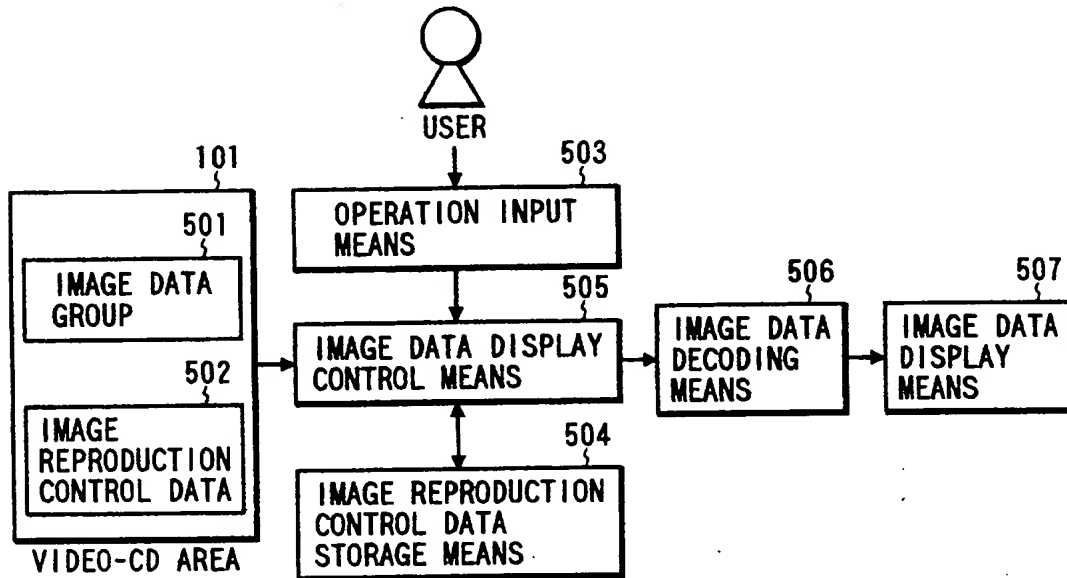 USER
101
501
IMAGE DATA
GROUP
502
IMAGE
REPRODUCTION
CONTROL DATA
VIDEO-CD AREA
503
OPERATION INPUT
MEANS
505
IMAGE DATA DISPLAY
CONTROL MEANS
504
IMAGE REPRODUCTION
CONTROL DATA
STORAGE MEANS
506
IMAGE DATA
DECODING
MEANS
507
IMAGE DATA
DISPLAY
MEANS